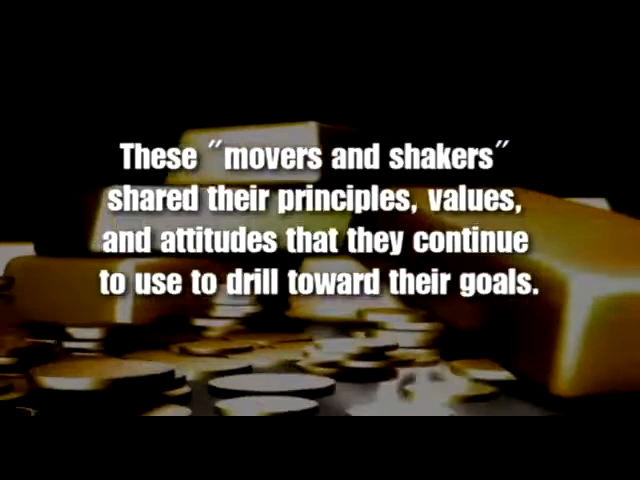 These "movers and shakers"
shared their principles, values,
and attitudes that they continue
to use to drill toward their goals.